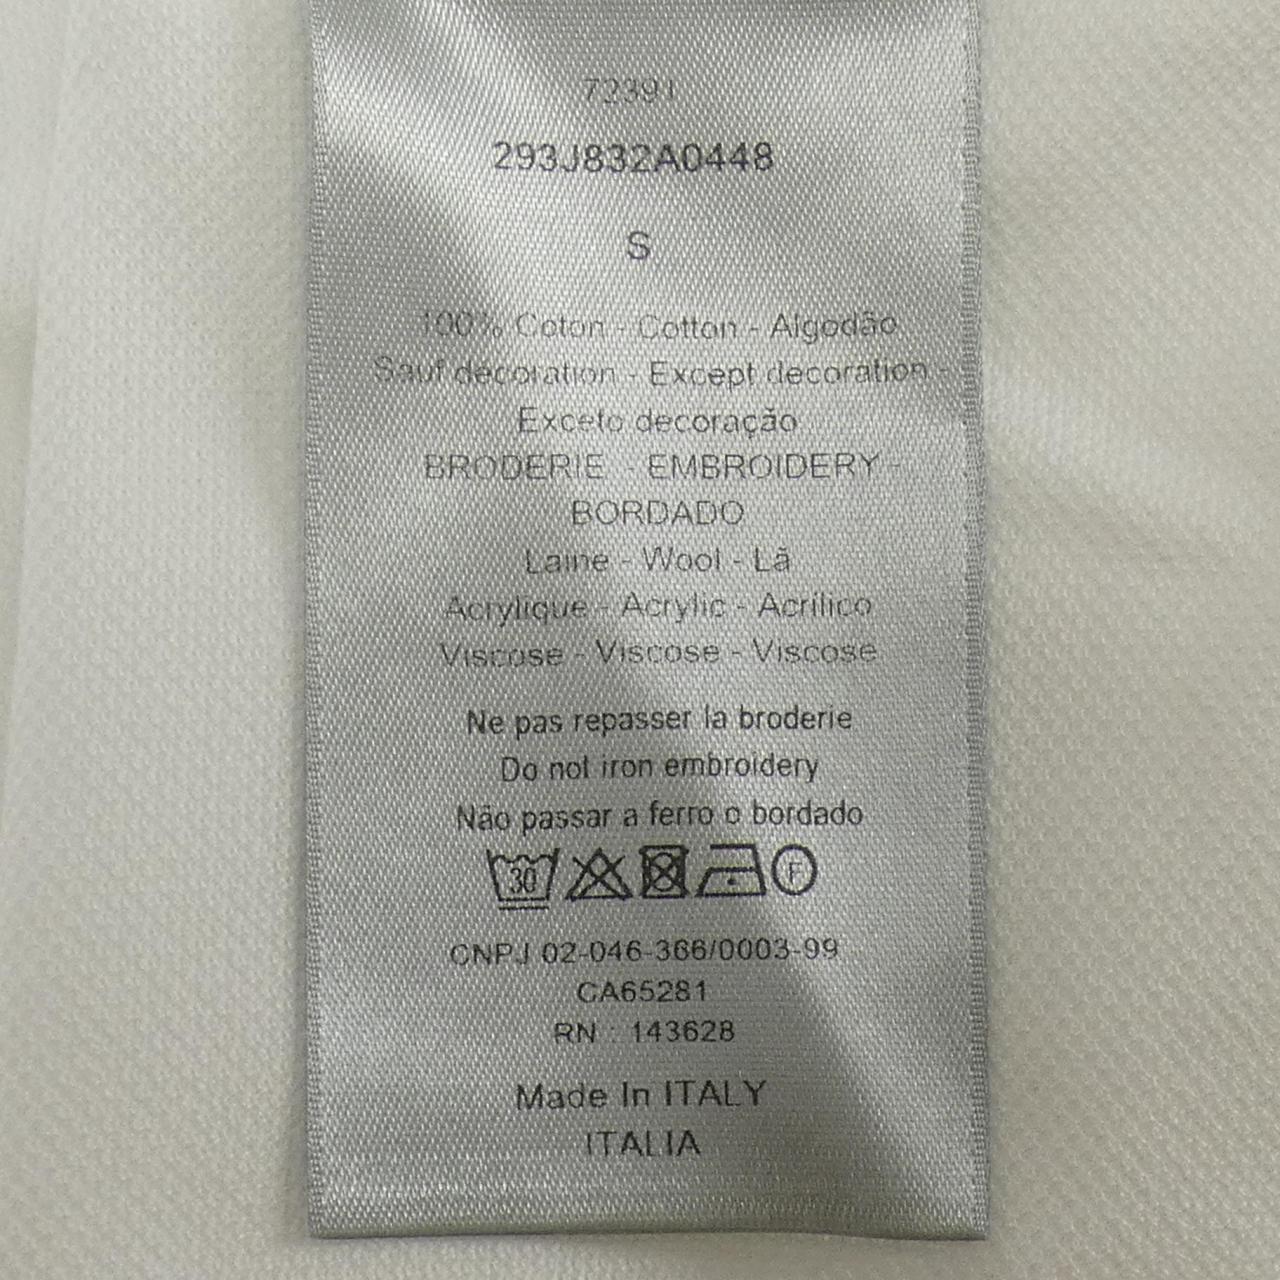 72391
293J832A0448
S
100% Coton - Cotton - Algodão
Sauf décoration - Except decoration -
Exceto decoração
BRODERIE - EMBROIDERY -
BORDADO
Laine - Wool - Lã
Acrylique - Acrylic - Acrílico
Viscose - Viscose - Viscose
Ne pas repasser la broderie
Do not iron embroidery
Não passar a ferro o bordado
30 F
CNPJ 02-046-366/0003-99
CA65281
RN : 143628
Made In ITALY
ITALIA